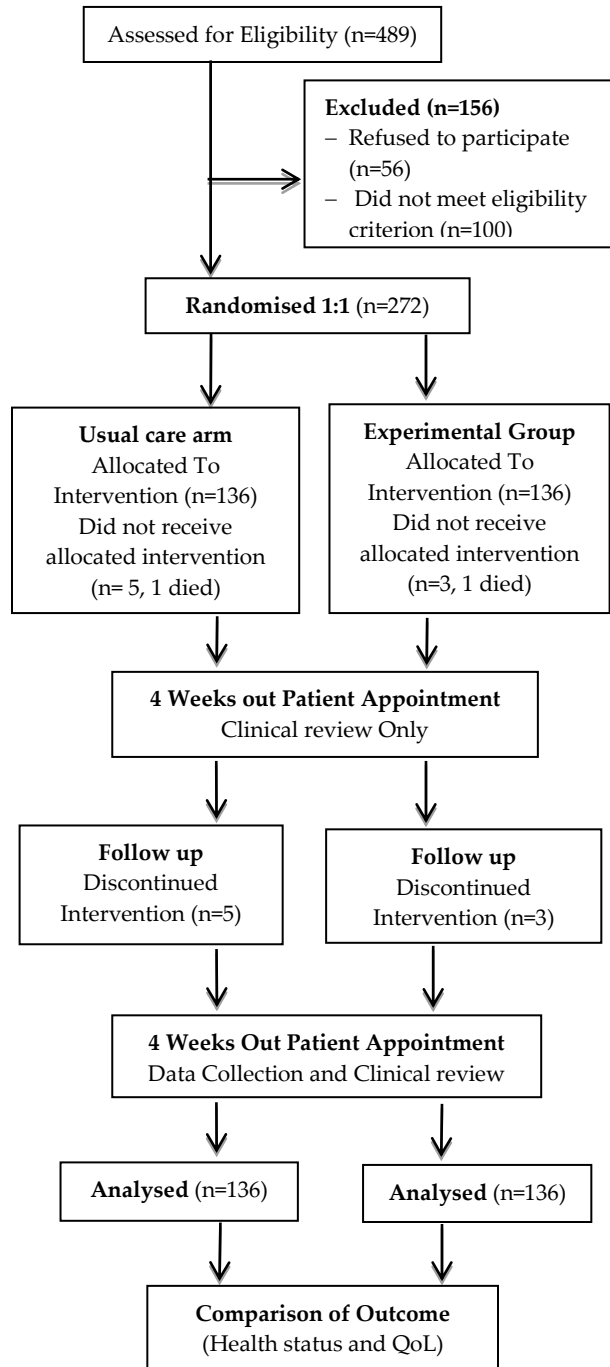 Assessed for Eligibility (n=489)
Excluded (n=156)
– Refused to participate
(n=56)
– Did not meet eligibility
criterion (n=100)
Randomised 1:1 (n=272)
Usual care arm
Allocated To
Intervention (n=136)
Did not receive
allocated intervention
(n= 5, 1 died)
Experimental Group
Allocated To
Intervention (n=136)
Did not receive
allocated intervention
(n=3, 1 died)
4 Weeks out Patient Appointment
Clinical review Only
Follow up
Discontinued
Intervention (n=5)
Follow up
Discontinued
Intervention (n=3)
4 Weeks Out Patient Appointment
Data Collection and Clinical review
Analysed (n=136)
Analysed (n=136)
Comparison of Outcome
(Health status and QoL)